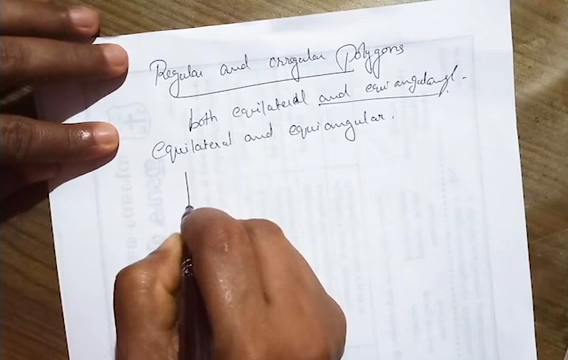 Regular and irregular Polygons
both equilateral and equiangular.
equilateral and equiangular.